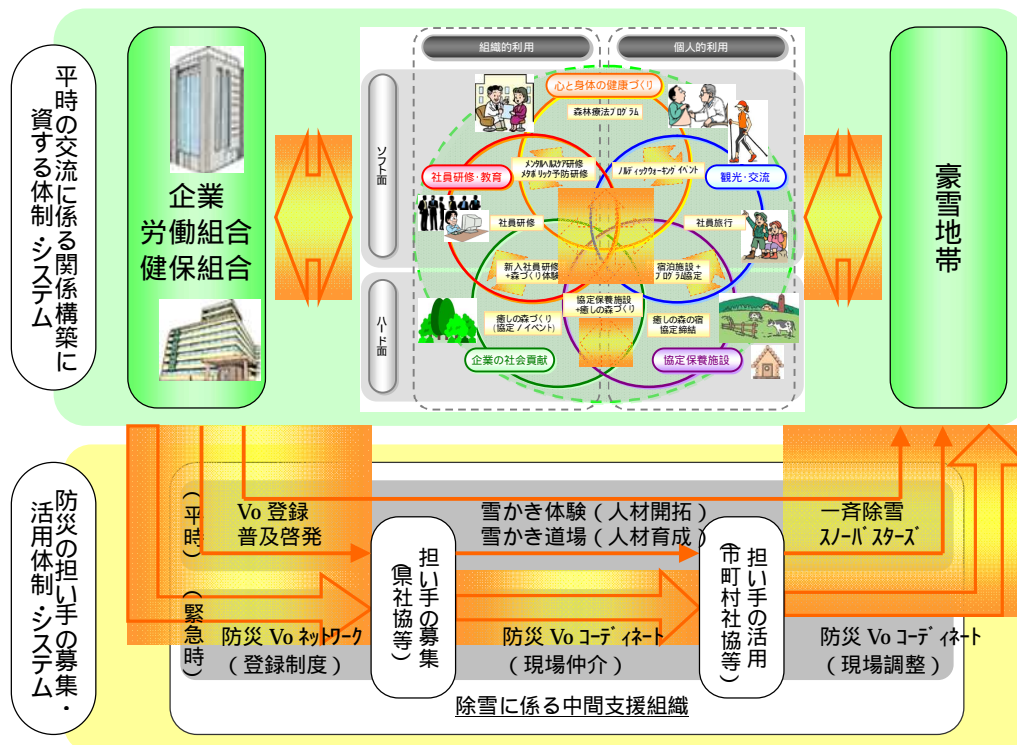 平時の交流に係る関係構築に
資する体制・システム
企業
労働組合
健保組合
組織的利用
個人的利用
ソフト面
ハード面
心と身体の健康づくり
森林療法プログラム
社員研修・教育
メンタルヘルスケア研修
メタボリック予防研修
ノルディックウォーキングイベント
観光・交流
社員研修
社員旅行
新入社員研修
+森づくり体験
宿泊施設+
プログラム協定
協定保養施設
+癒しの森づくり
癒しの森づくり
(協定/イベント)
癒しの森の宿
協定締結
企業の社会貢献
協定保養施設
豪雪地帯
防災の担い手の募集・
活用体制・システム
(平時)
Vo 登録
普及啓発
雪かき体験(人材開拓)
雪かき道場(人材育成)
一斉除雪
スノーバスターズ
担い手の募集
(県社協等)
担い手の活用
(市町村社協等)
(緊急時)
防災 Vo ネットワーク
(登録制度)
防災 Vo コーディネート
(現場仲介)
防災 Vo コーディネート
(現場調整)
除雪に係る中間支援組織